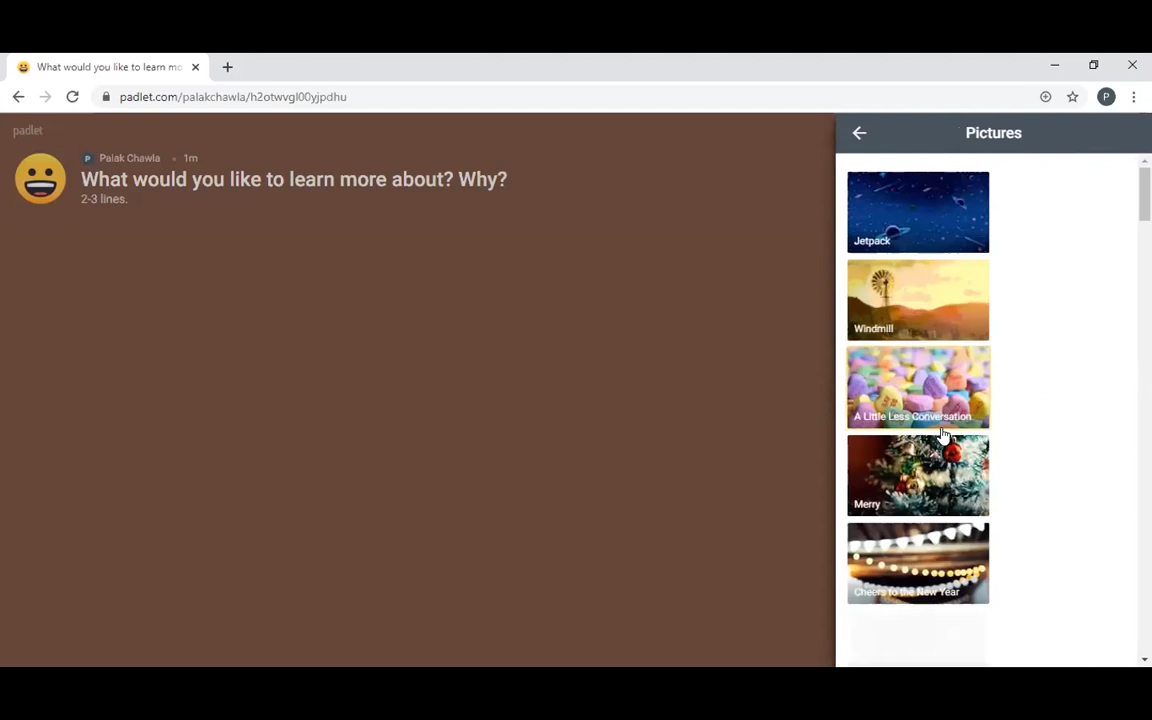 What would you like to learn mo
padlet.com/palakchawla/h2otwvgl00yjpdhu
P
padlet
P Palak Chawla • 1m
What would you like to learn more about? Why?
2-3 lines.
Pictures
Jetpack
Windmill
A Little Less Conversation
Merry
Cheers to the New Year